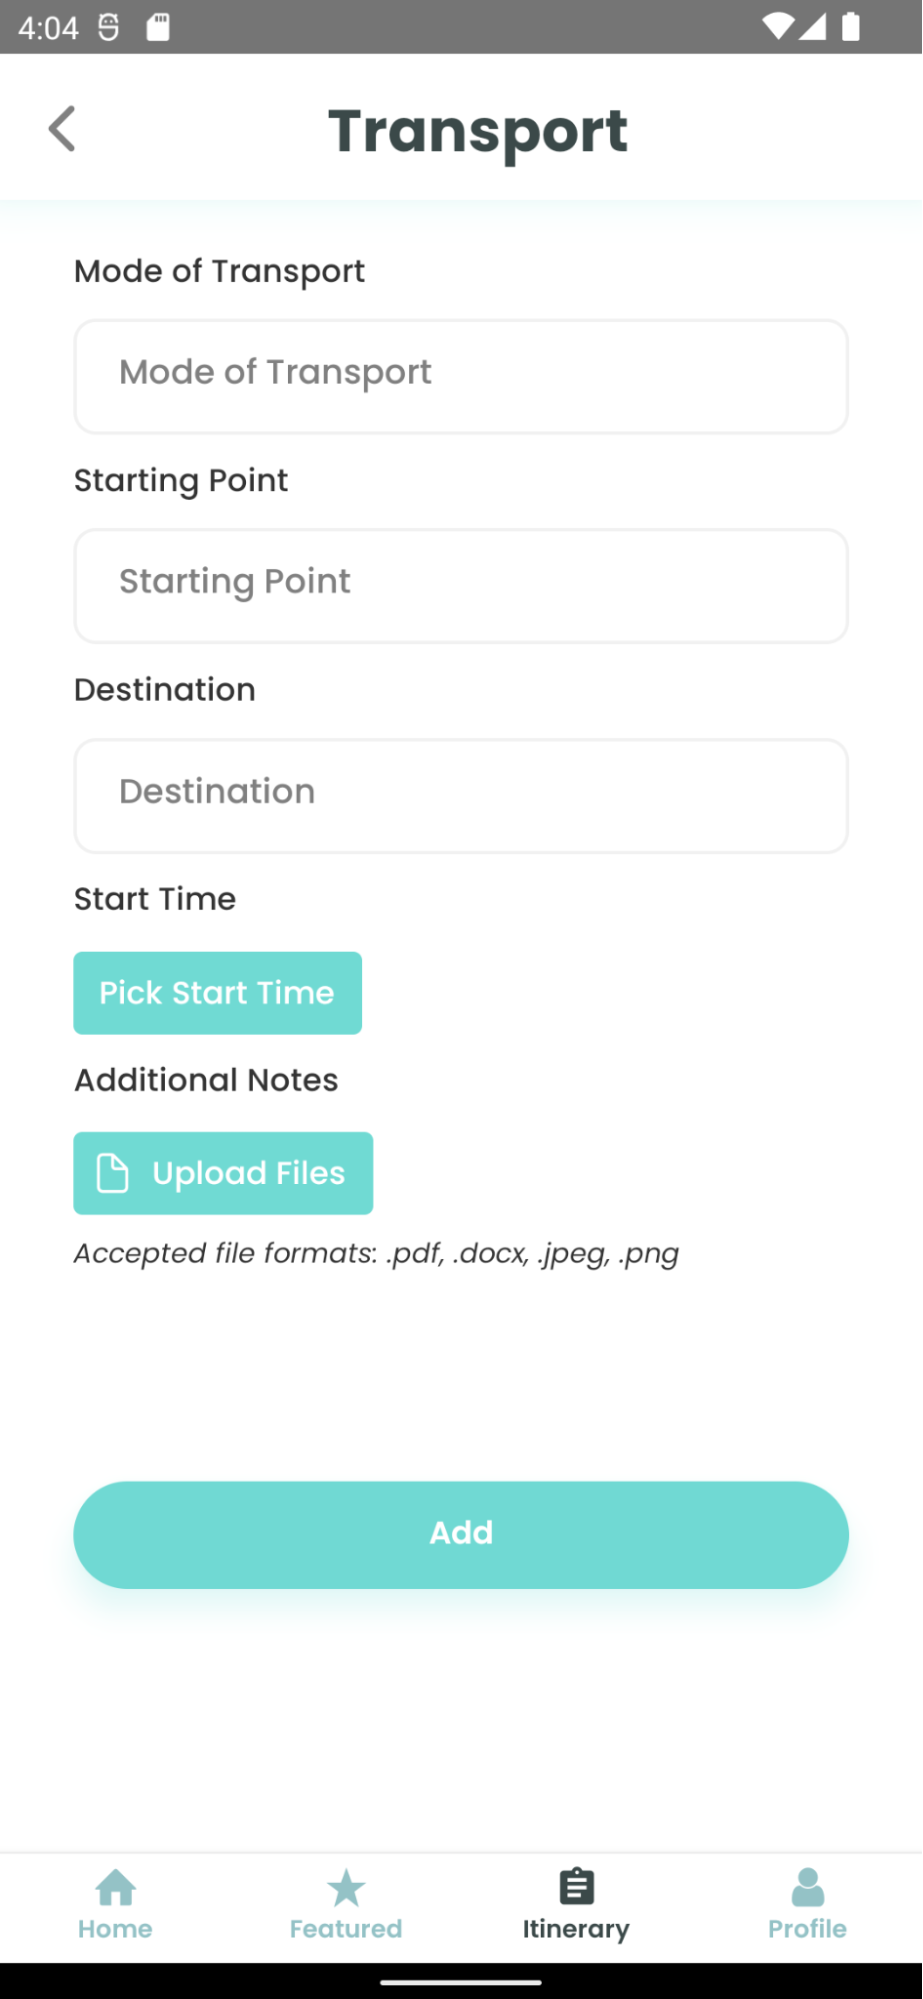 4:04
Transport
Mode of Transport
Mode of Transport
Starting Point
Starting Point
Destination
Destination
Start Time
Pick Start Time
Additional Notes
Upload Files
Accepted file formats: .pdf, .docx, .jpeg, .png
Add
Home Featured Itinerary Profile